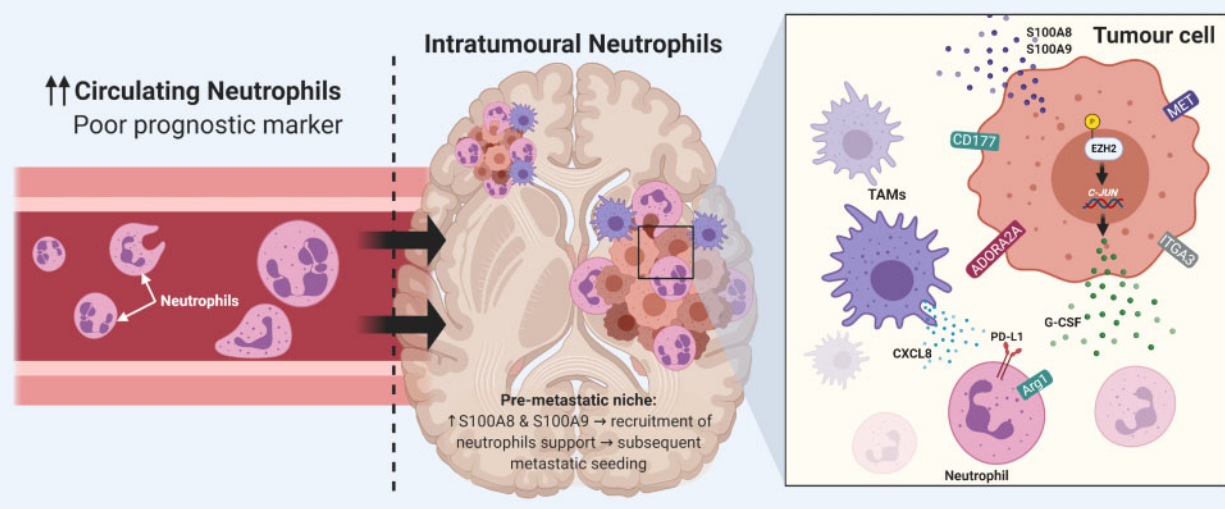 ↑↑ Circulating Neutrophils
Poor prognostic marker
Neutrophils
Intratumoural Neutrophils
Pre-metastatic niche:
↑ S100A8 & S100A9 → recruitment of
neutrophils support → subsequent
metastatic seeding
S100A8
S100A9
Tumour cell
MET
CD177
P
EZH2
C-JUN
TAMs
ADORA2A
ITGA3
G-CSF
PD-L1
CXCL8
Arg1
Neutrophil